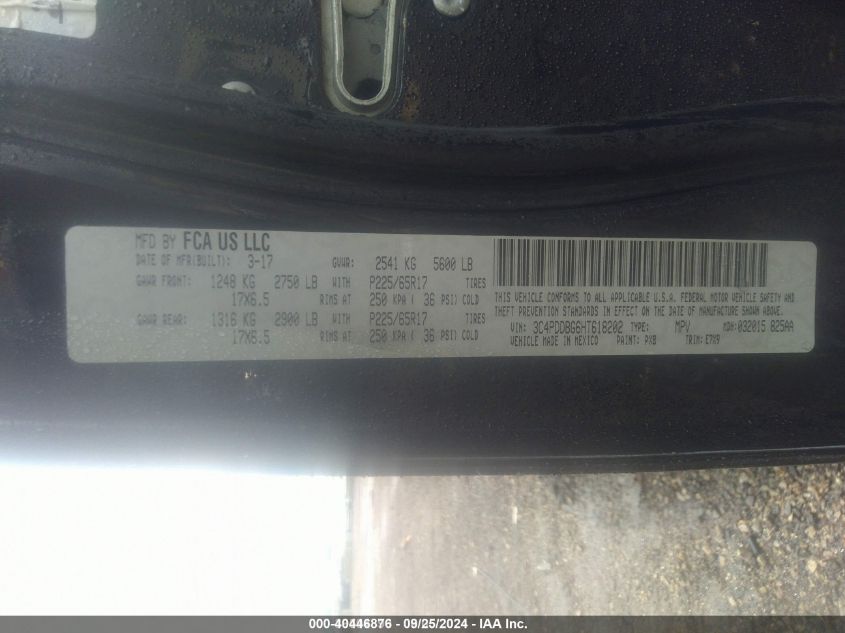 MFD BY FCA US LLC
DATE OF MFR(BUILT): 3-17 GVWR: 2541 KG 5600 LB
GAWR FRONT: 1248 KG 2750 LB WITH P225/65R17 TIRES
17X6.5 RIMS AT 250 KPA ( 36 PSI) COLD
GAWR REAR: 1316 KG 2900 LB WITH P225/65R17 TIRES
17X6.5 RIMS AT 250 KPA ( 36 PSI) COLD
THIS VEHICLE CONFORMS TO ALL APPLICABLE U.S.A. FEDERAL MOTOR VEHICLE SAFETY AND
THEFT PREVENTION STANDARDS IN EFFECT ON THE DATE OF MANUFACTURE SHOWN ABOVE.
VIN: 3C4PDDBG6HT618202 TYPE: MPV MDH: 032015 825AA
VEHICLE MADE IN MEXICO PAINT: PX8 TRIM: E7X9
000-40446876 - 09/25/2024 - IAA Inc.